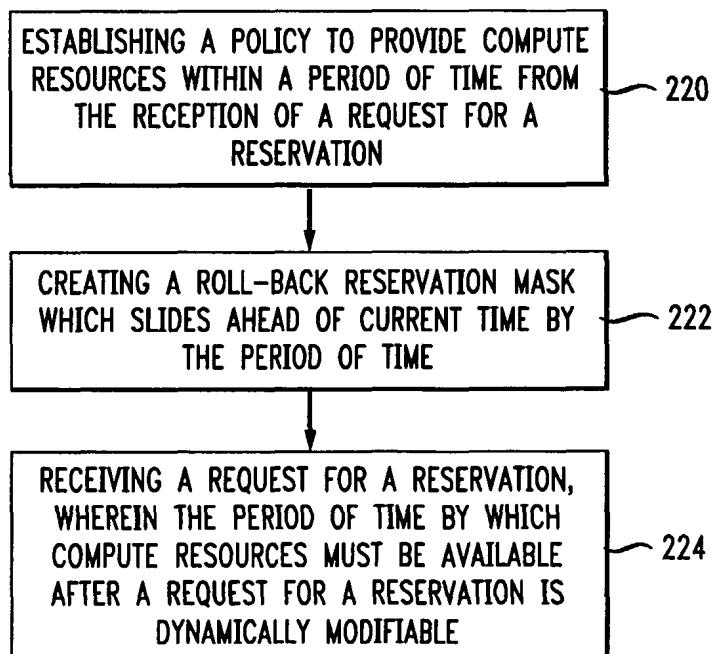 ESTABLISHING A POLICY TO PROVIDE COMPUTE
RESOURCES WITHIN A PERIOD OF TIME FROM
THE RECEPTION OF A REQUEST FOR A
RESERVATION
220
CREATING A ROLL-BACK RESERVATION MASK
WHICH SLIDES AHEAD OF CURRENT TIME BY
THE PERIOD OF TIME
222
RECEIVING A REQUEST FOR A RESERVATION,
WHEREIN THE PERIOD OF TIME BY WHICH
COMPUTE RESOURCES MUST BE AVAILABLE
AFTER A REQUEST FOR A RESERVATION IS
DYNAMICALLY MODIFIABLE
224